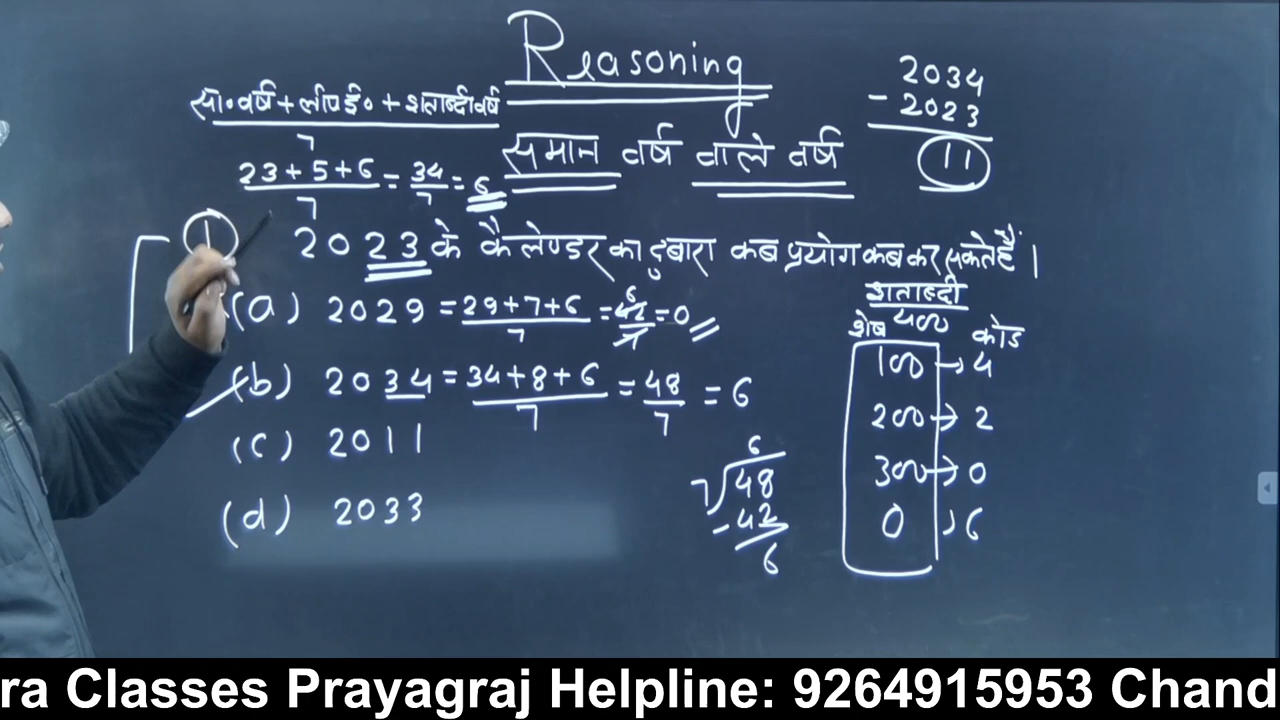 Reasoning
सा० वर्ष + लीप ई० + शताब्दी वर्ष
7
23 + 5 + 6 = 34 = 6
7 7
समान वर्ष वाले वर्ष
2034
- 2023
11
1 2023 के कैलेण्डर का दुबारा कब प्रयोग कब कर सकते हैं ।
(a) 2029 = 29+7+6 = 42 = 0
7 7
6
(b) 2034 = 34+8+6 = 48 = 6
7 7
(c) 2011
(d) 2033
6
7 48
- 42
6
शताब्दी
400
शेष कोड
100 → 4
200 → 2
300 → 0
0 → 6
ra Classes Prayagraj Helpline: 9264915953 Chand